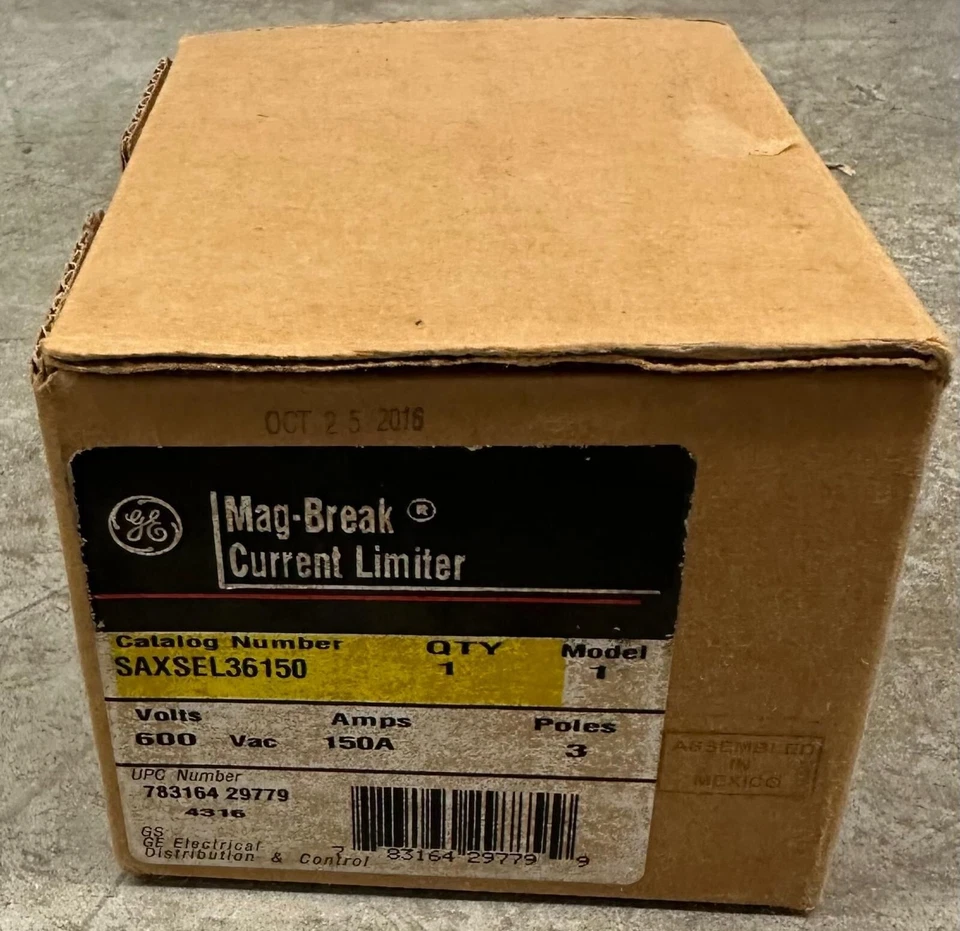 OCT 25 2016
GE
Mag-Break ®
Current Limiter
Catalog Number QTY Model
SAXSEL36150 1 1
Volts Amps Poles
600 Vac 150A 3
ASSEMBLED
IN
MEXICO
UPC Number
783164 29779
4316
GS
GE Electrical
Distribution & Control
7 83164 29779 9